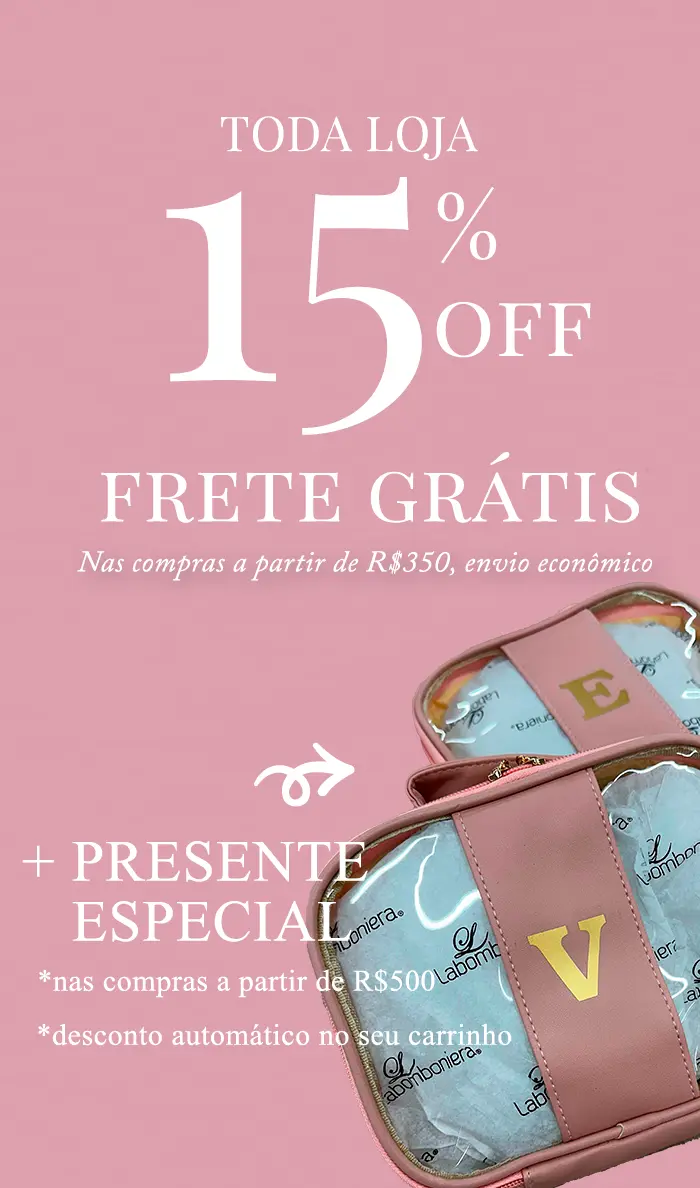 TODA LOJA
15%
OFF
FRETE GRÁTIS
Nas compras a partir de R$350, envio econômico
E
+ PRESENTE
ESPECIAL
*nas compras a partir de R$500
*desconto automático no seu carrinho
V
Labomboniera®